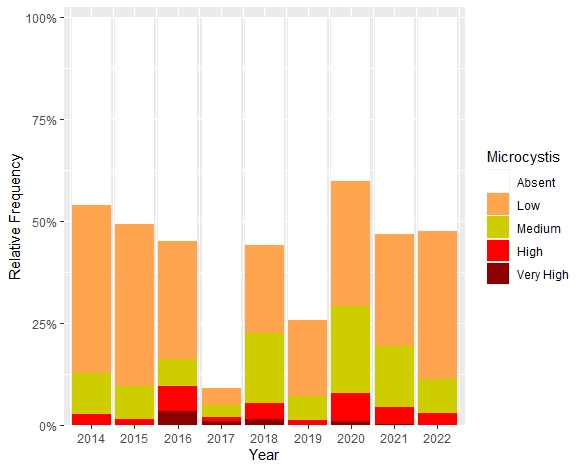 100%
75%
50%
25%
0%
Relative Frequency
2014 2015 2016 2017 2018 2019 2020 2021 2022
Year
Microcystis
Absent
Low
Medium
High
Very High